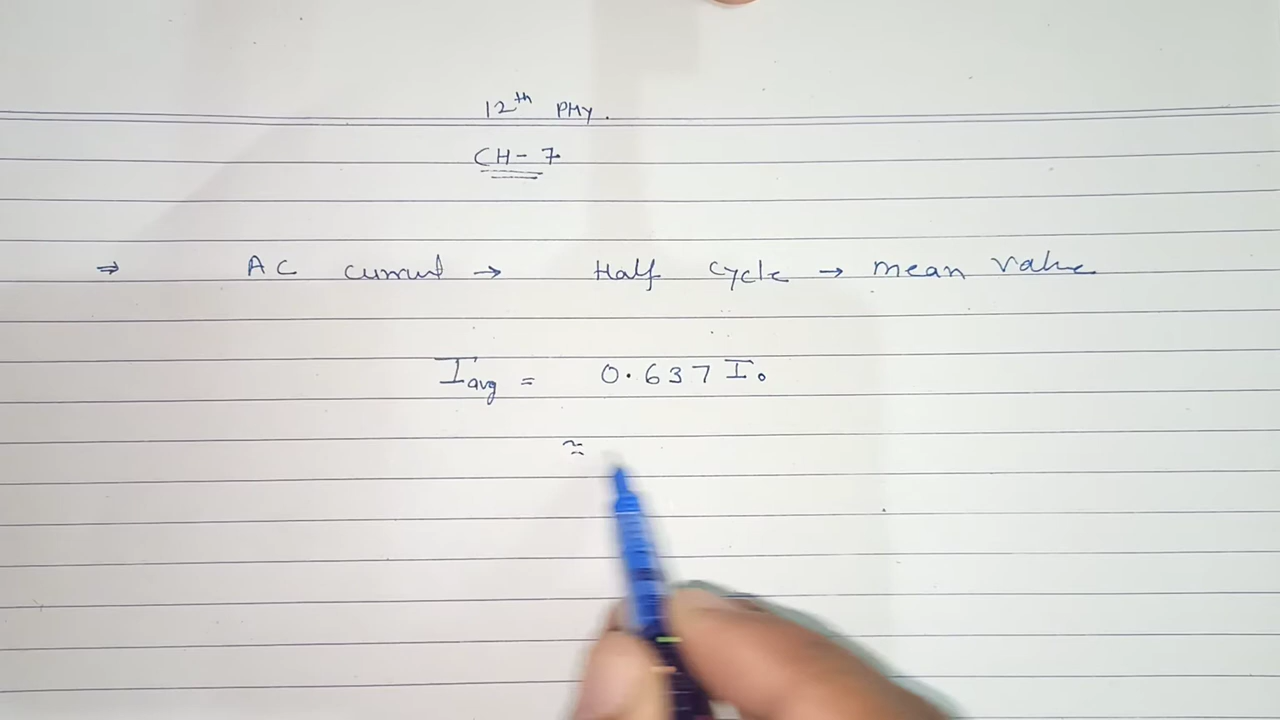 12th PHY.
CH-7
⇒ AC current → Half cycle → mean value
Iavg = 0.637 I₀
≈